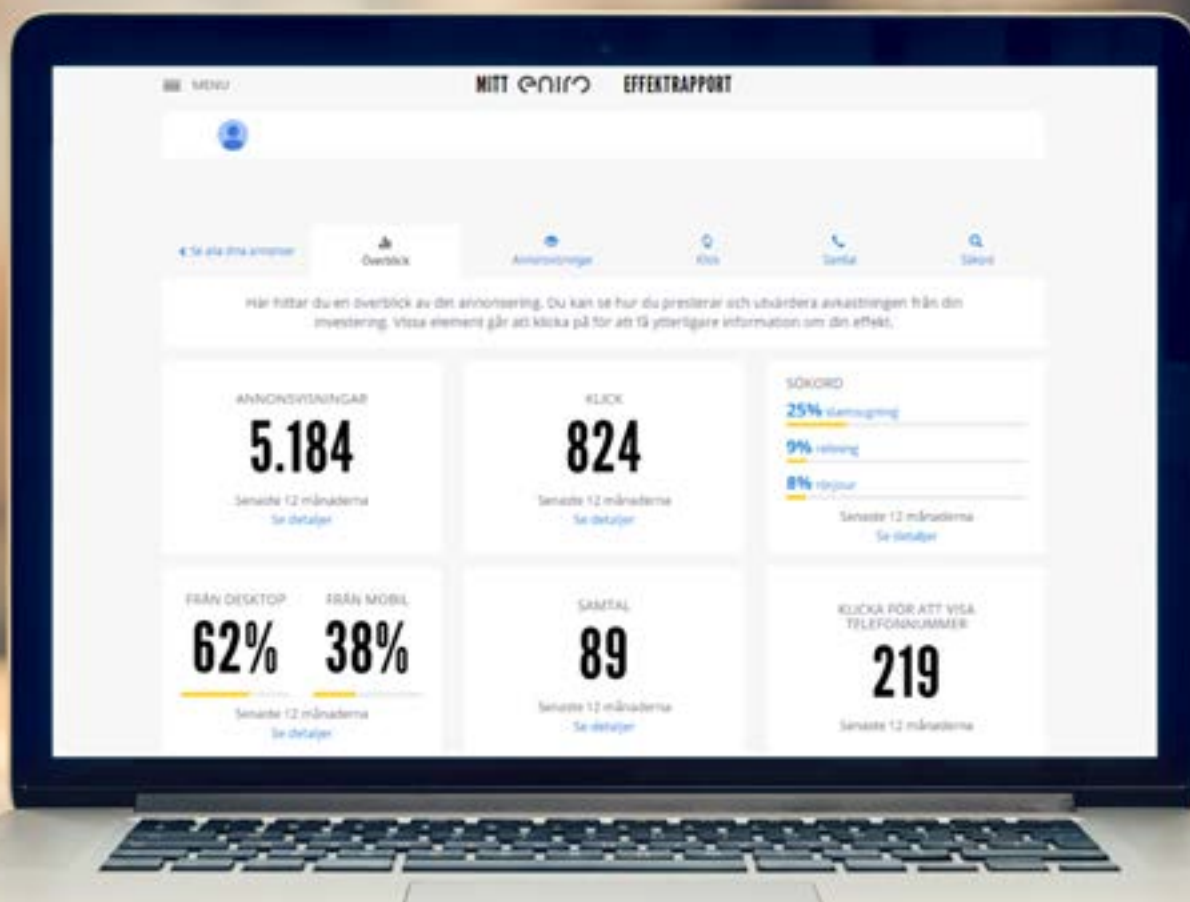 MENU
MITT eniro EFFEKTRAPPORT
Se alla dina annonser
Överblick
Annonsvisningar
Klick
Samtal
Sökord
Här hittar du en överblick av din annonsering. Du kan se hur du presterar och utvärdera avkastningen från din
investering. Vissa element går att klicka på för att få ytterligare information om din effekt.
ANNONSVISNINGAR
5.184
Senaste 12 månaderna
Se detaljer
KLICK
824
Senaste 12 månaderna
Se detaljer
SÖKORD
25% slamsugning
9% relining
8% rörjour
Senaste 12 månaderna
Se detaljer
FRÅN DESKTOP
62%
FRÅN MOBIL
38%
Senaste 12 månaderna
Se detaljer
SAMTAL
89
Senaste 12 månaderna
Se detaljer
KLICKA FÖR ATT VISA
TELEFONNUMMER
219
Senaste 12 månaderna